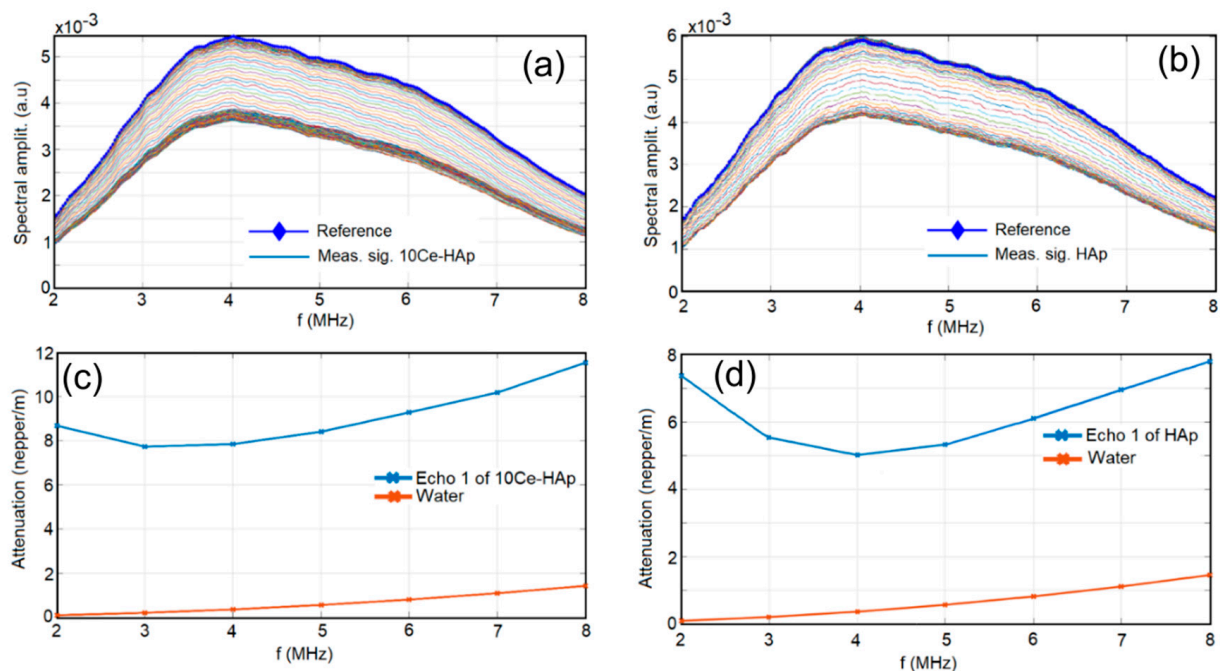 x10-3
(a)
Spectral amplit. (a.u)
5
4
3
2
1
0
Reference
Meas. sig. 10Ce-HAp
2 3 4 5 6 7 8
f (MHz)
x10-3
(b)
Spectral amplit. (a.u)
6
5
4
3
2
1
0
Reference
Meas. sig. HAp
2 3 4 5 6 7 8
f (MHz)
(c)
Attenuation (nepper/m)
12
10
8
6
4
2
0
Echo 1 of 10Ce-HAp
Water
2 3 4 5 6 7 8
f (MHz)
(d)
Attenuation (nepper/m)
8
6
4
2
0
Echo 1 of HAp
Water
2 3 4 5 6 7 8
f (MHz)